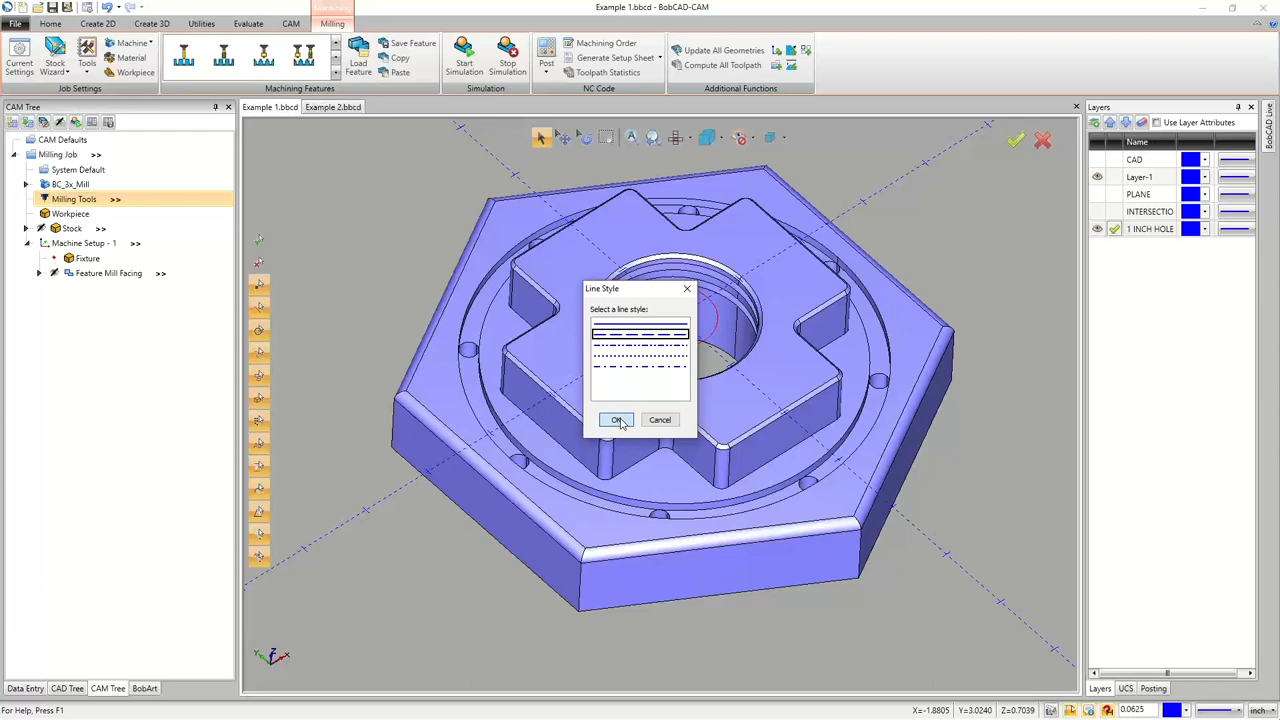 Example 1.bbcd - BobCAD-CAM
Machining
File Home Create 2D Create 3D Utilities Evaluate CAM Milling
Current Settings
Stock Wizard
Tools
Machine
Material
Workpiece
Load Feature
Save Feature
Copy
Paste
Start Simulation
Stop Simulation
Post
Machining Order
Generate Setup Sheet
Toolpath Statistics
Update All Geometries
Compute All Toolpath
Job Settings Machining Features Simulation NC Code Additional Functions
CAM Tree
Example 1.bbcd Example 2.bbcd
CAM Defaults
Milling Job >>
System Default
BC_3x_Mill
Milling Tools >>
Workpiece
Stock >>
Machine Setup - 1 >>
Fixture
Feature Mill Facing >>
Line Style
Select a line style:
OK
Cancel
Layers
Use Layer Attributes
Name
CAD
Layer-1
PLANE
INTERSECTIO
1 INCH HOLE
BobCAD Live
Y Z X
Data Entry CAD Tree CAM Tree BobArt
Layers UCS Posting
For Help, Press F1
X=-1.8805 Y=3.0240 Z=0.7039 0.0625 inch